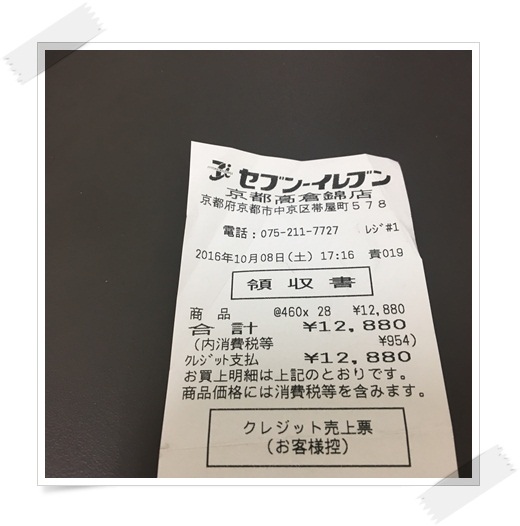 セブン-イレブン
京都高倉錦店
京都府京都市中京区帯屋町578
電話:075-211-7727 レジ#1
2016年10月08日(土) 17:16 責019
領収書
商 品 @460x 28 ¥12,880
合計 ¥12,880
(内消費税等 ¥954)
クレジット支払 ¥12,880
お買上明細は上記のとおりです。
商品価格には消費税等を含みます。
クレジット売上票
(お客様控)